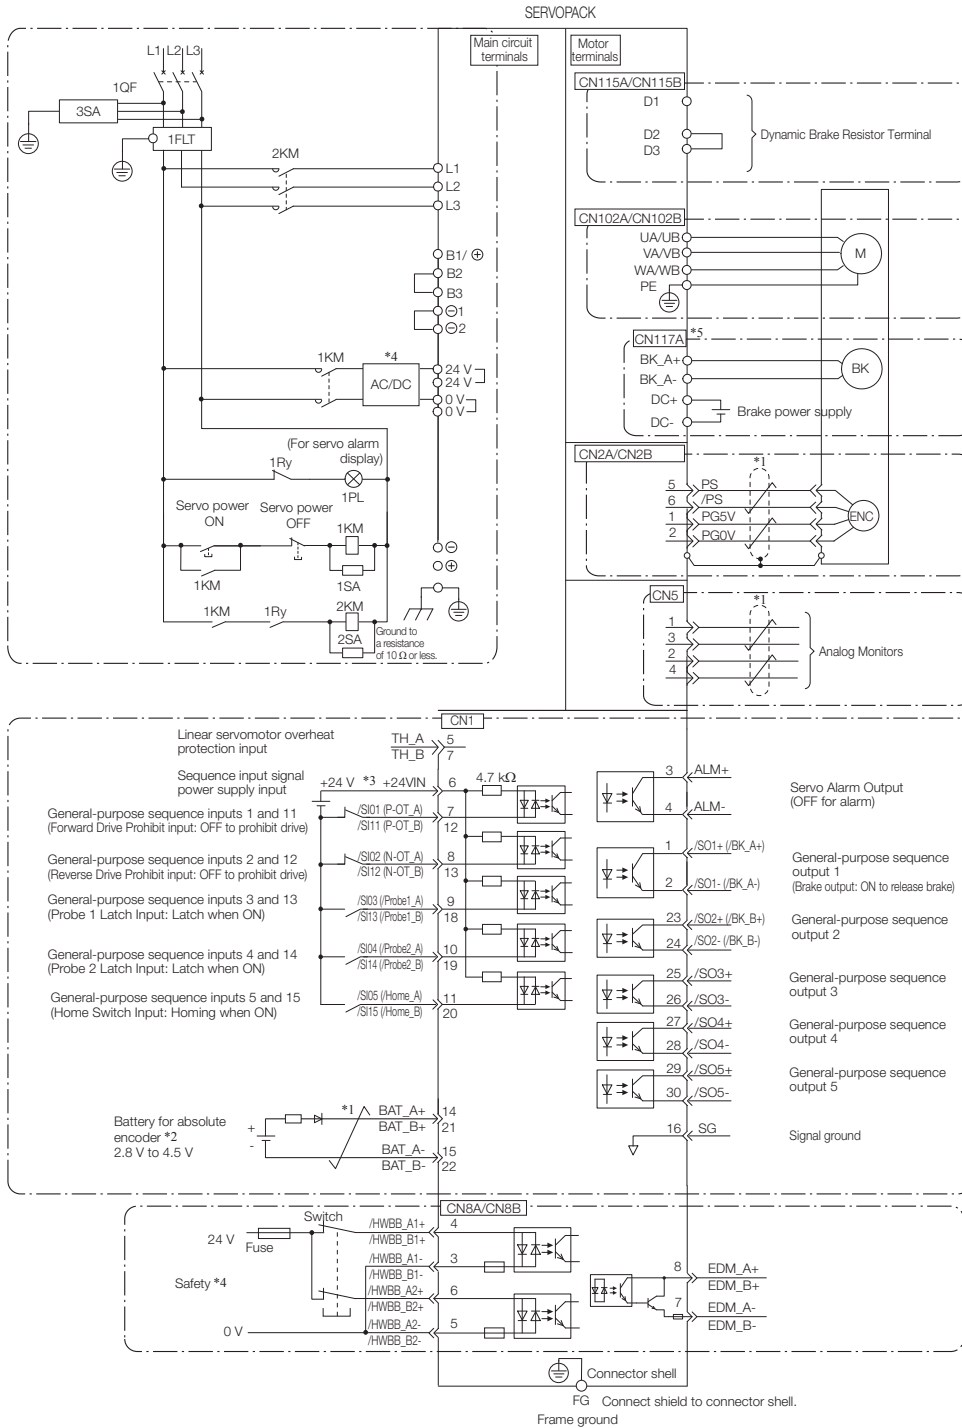 SERVOPACK
Main circuit
terminals
Motor
terminals
L1 L2 L3
1QF
3SA
1FLT
2KM
L1
L2
L3
B1/ ⊕
B2
B3
⊖1
⊖2
1KM
*4
AC/DC
24 V
24 V
0 V
0 V
(For servo alarm
display)
1Ry
1PL
Servo power
ON
Servo power
OFF
1KM
1KM
1SA
⊖
⊕
1KM
1Ry
2KM
2SA
Ground to
a resistance
of 10 Ω or less.
CN115A/CN115B
D1
D2
D3
Dynamic Brake Resistor Terminal
CN102A/CN102B
UA/UB
VA/VB
WA/WB
PE
M
CN117A
*5
BK_A+
BK_A-
BK
DC+
DC-
Brake power supply
CN2A/CN2B
*1
5 PS
6 /PS
1 PG5V
2 PG0V
ENC
CN5
*1
1
3
2
4
Analog Monitors
CN1
Linear servomotor overheat
protection input
TH_A 5
TH_B 7
Sequence input signal
power supply input
+24 V *3 +24VIN 6
4.7 kΩ
General-purpose sequence inputs 1 and 11
(Forward Drive Prohibit input: OFF to prohibit drive)
/SI01 (P-OT_A) 7
/SI11 (P-OT_B) 12
General-purpose sequence inputs 2 and 12
(Reverse Drive Prohibit input: OFF to prohibit drive)
/SI02 (N-OT_A) 8
/SI12 (N-OT_B) 13
General-purpose sequence inputs 3 and 13
(Probe 1 Latch Input: Latch when ON)
/SI03 (/Probe1_A) 9
/SI13 (/Probe1_B) 18
General-purpose sequence inputs 4 and 14
(Probe 2 Latch Input: Latch when ON)
/SI04 (/Probe2_A) 10
/SI14 (/Probe2_B) 19
General-purpose sequence inputs 5 and 15
(Home Switch Input: Homing when ON)
/SI05 (/Home_A) 11
/SI15 (/Home_B) 20
Battery for absolute
encoder *2
2.8 V to 4.5 V
+
-
*1
BAT_A+ 14
BAT_B+ 21
BAT_A- 15
BAT_B- 22
3 ALM+
4 ALM-
Servo Alarm Output
(OFF for alarm)
1 /SO1+ (/BK_A+)
2 /SO1- (/BK_A-)
General-purpose sequence
output 1
(Brake output: ON to release brake)
23 /SO2+ (/BK_B+)
24 /SO2- (/BK_B-)
General-purpose sequence
output 2
25 /SO3+
26 /SO3-
General-purpose sequence
output 3
27 /SO4+
28 /SO4-
General-purpose sequence
output 4
29 /SO5+
30 /SO5-
General-purpose sequence
output 5
16 SG
Signal ground
CN8A/CN8B
Switch
24 V
Fuse
Safety *4
0 V
/HWBB_A1+ 4
/HWBB_B1+
/HWBB_A1- 3
/HWBB_B1-
/HWBB_A2+ 6
/HWBB_B2+
/HWBB_A2- 5
/HWBB_B2-
8 EDM_A+
EDM_B+
7 EDM_A-
EDM_B-
Connector shell
FG Connect shield to connector shell.
Frame ground